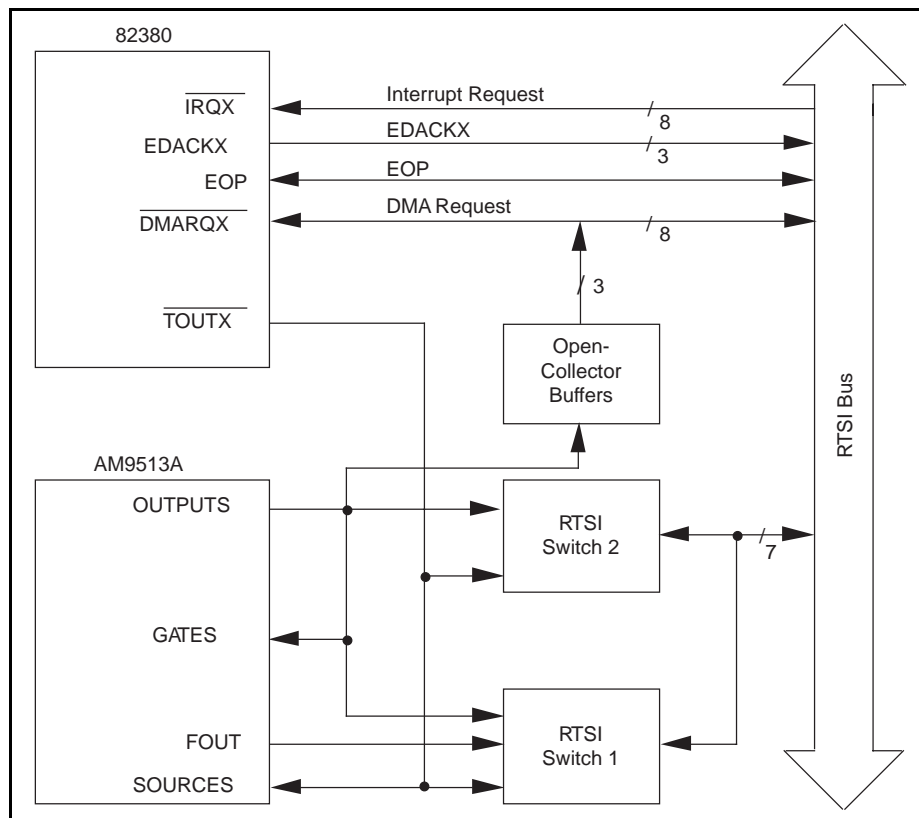 82380
Interrupt Request
IRQX
8
EDACKX
EDACKX
3
EOP
EOP
DMA Request
DMARQX
8
3
TOUTX
Open-
Collector
Buffers
RTSI Bus
AM9513A
OUTPUTS
RTSI
Switch 2
7
GATES
RTSI
Switch 1
FOUT
SOURCES